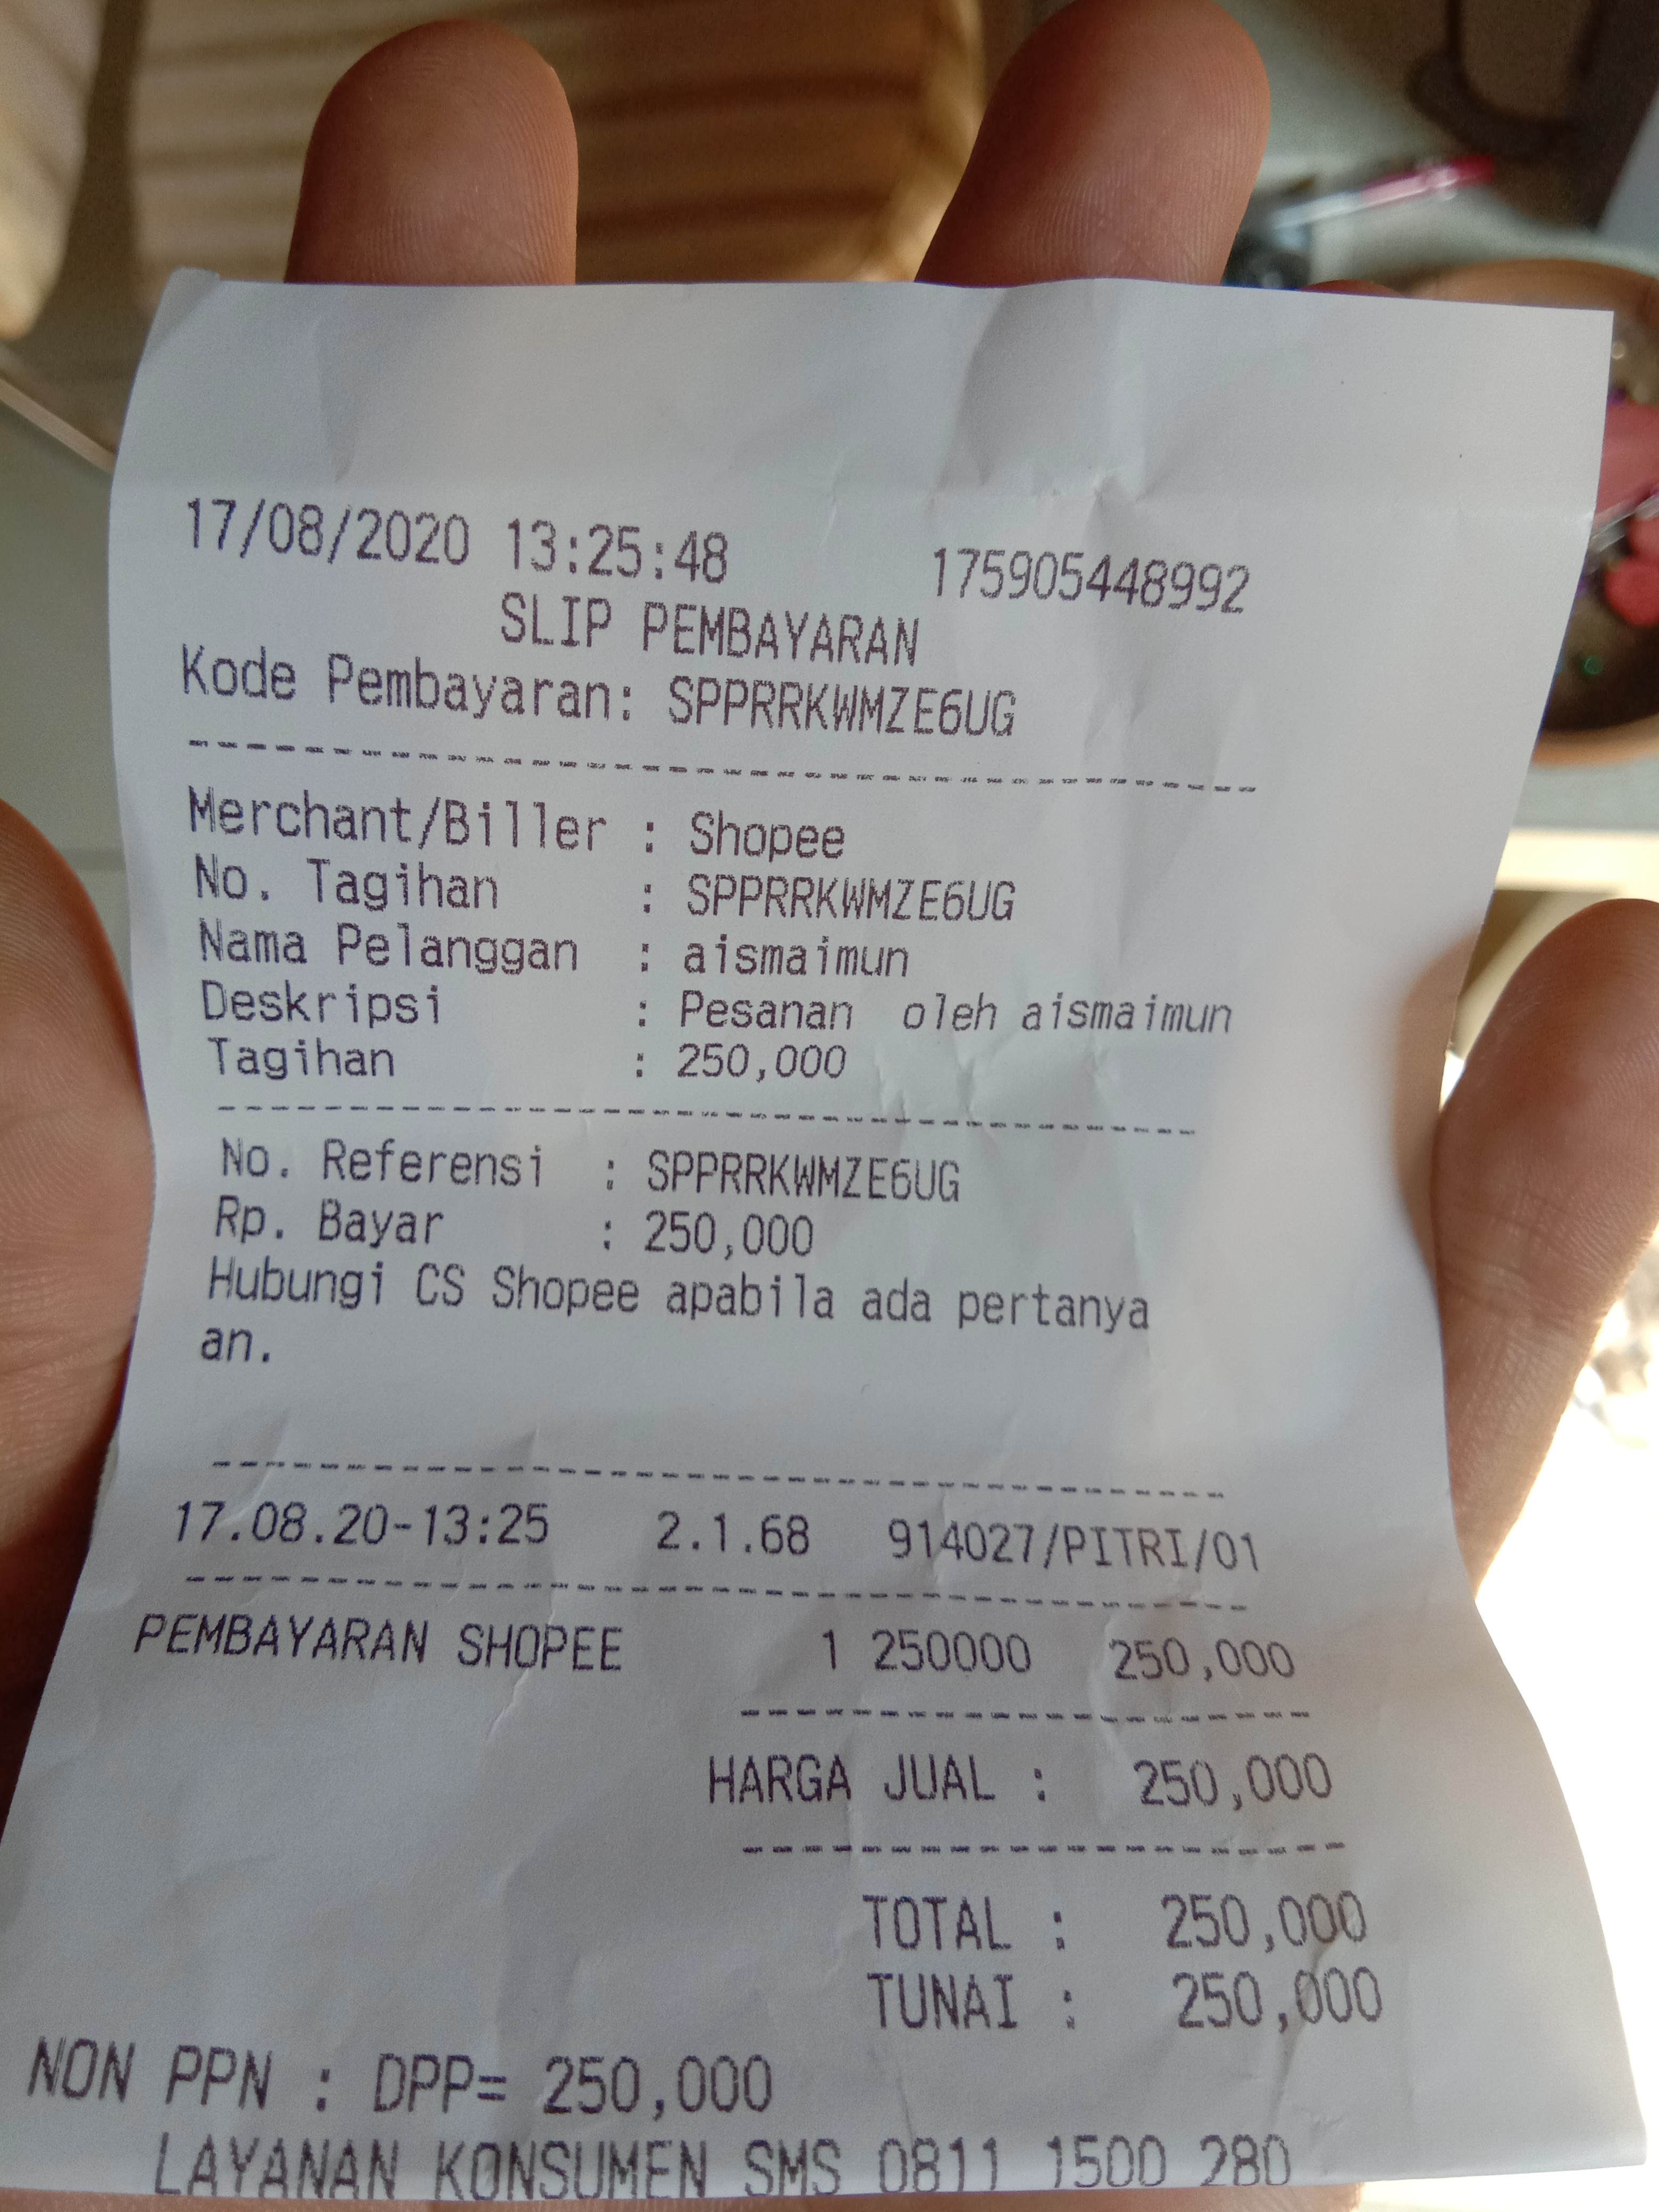 17/08/2020 13:25:48 175905448992
SLIP PEMBAYARAN
Kode Pembayaran: SPPRRKWMZE6UG
Merchant/Biller : Shopee
No. Tagihan : SPPRRKWMZE6UG
Nama Pelanggan : aismaimun
Deskripsi : Pesanan oleh aismaimun
Tagihan : 250,000
No. Referensi : SPPRRKWMZE6UG
Rp. Bayar : 250,000
Hubungi CS Shopee apabila ada pertanya
an.
17.08.20-13:25 2.1.68 914027/PITRI/01
PEMBAYARAN SHOPEE 1 250000 250,000
HARGA JUAL : 250,000
TOTAL : 250,000
TUNAI : 250,000
NON PPN : DPP= 250,000
LAYANAN KONSUMEN SMS 0811 1500 280